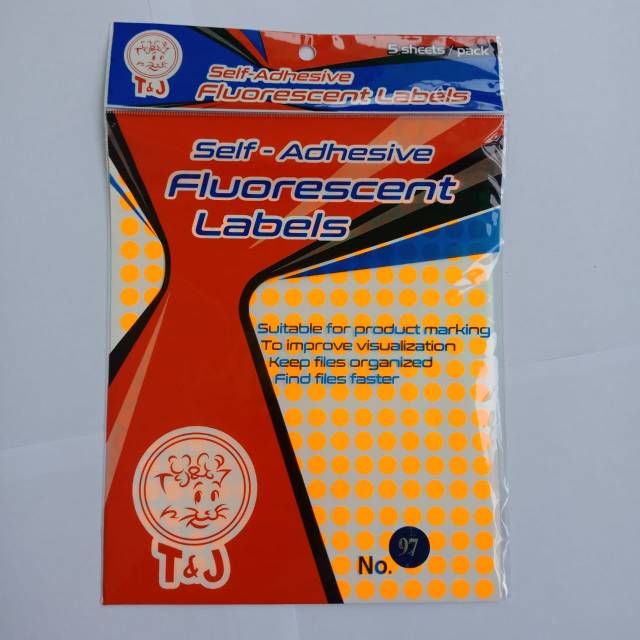 5 sheets / pack
Self-Adhesive
Fluorescent Labels
T&J
Self - Adhesive
Fluorescent
Labels
Suitable for product marking
To improve visualization
Keep files organized
Find files faster
T&J
No. 97